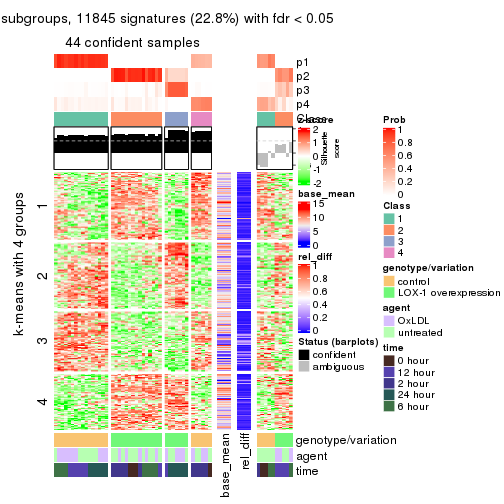 subgroups, 11845 signatures (22.8%) with fdr < 0.05
44 confident samples
p1
p2
p3
p4
Class
z-score
2
1
0
-1
-2
Silhouette
score
base_mean
15
10
5
0
rel_diff
1
0.8
0.6
0.4
0.2
0
Status (barplots)
confident
ambiguous
Prob
1
0.8
0.6
0.4
0.2
0
Class
1
2
3
4
genotype/variation
control
LOX-1 overexpression
agent
OxLDL
untreated
time
0 hour
12 hour
2 hour
24 hour
6 hour
k-means with 4 groups
1
2
3
4
genotype/variation
agent
time
base_mean
rel_diff